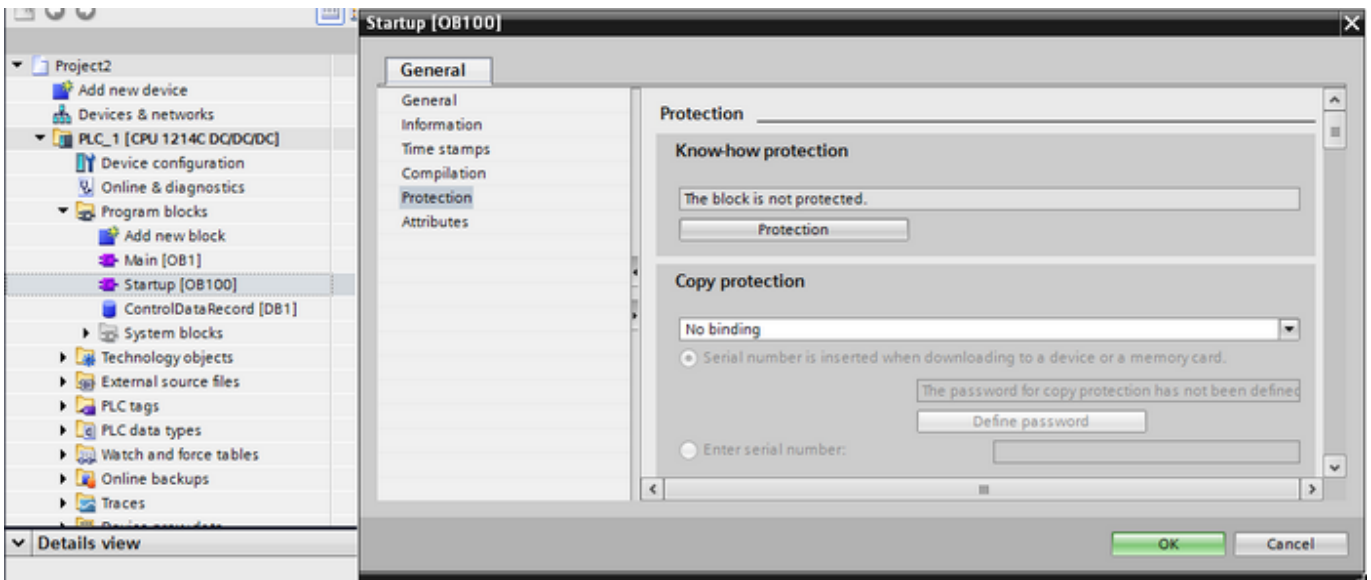 Startup [OB100]
Project2
Add new device
Devices & networks
PLC_1 [CPU 1214C DC/DC/DC]
Device configuration
Online & diagnostics
Program blocks
Add new block
Main [OB1]
Startup [OB100]
ControlDataRecord [DB1]
System blocks
Technology objects
External source files
PLC tags
PLC data types
Watch and force tables
Online backups
Traces
Details view
General
General
Information
Time stamps
Compilation
Protection
Attributes
Protection
Know-how protection
The block is not protected.
Protection
Copy protection
No binding
Serial number is inserted when downloading to a device or a memory card.
The password for copy protection has not been defined
Define password
Enter serial number:
OK
Cancel